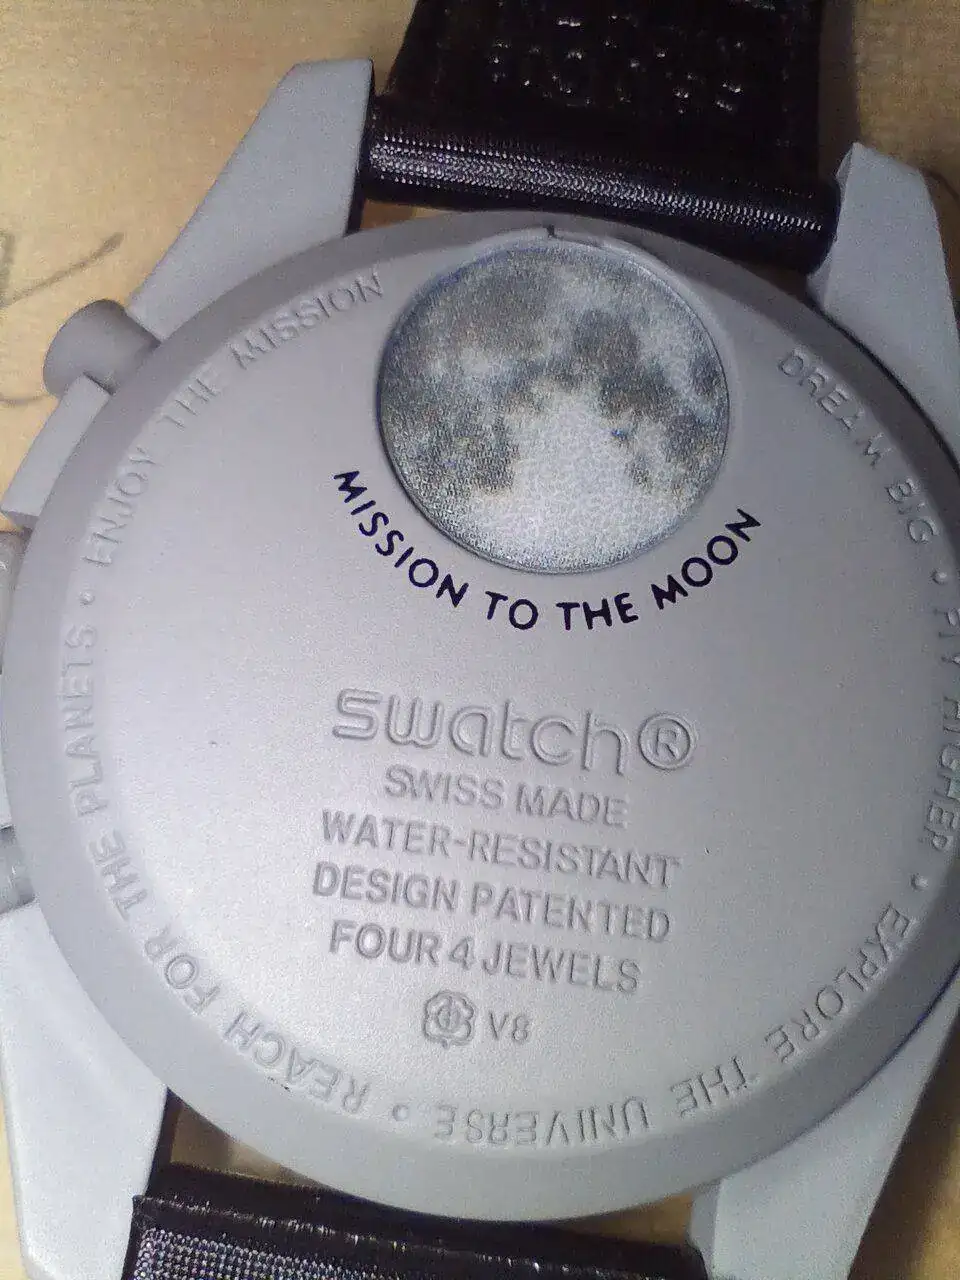 MISSION TO THE MOON
swatch®
SWISS MADE
WATER-RESISTANT
DESIGN PATENTED
FOUR 4 JEWELS
V8
DREAM BIG • FLY HIGHER • EXPLORE THE UNIVERSE • REACH FOR THE PLANETS • ENJOY THE MISSION